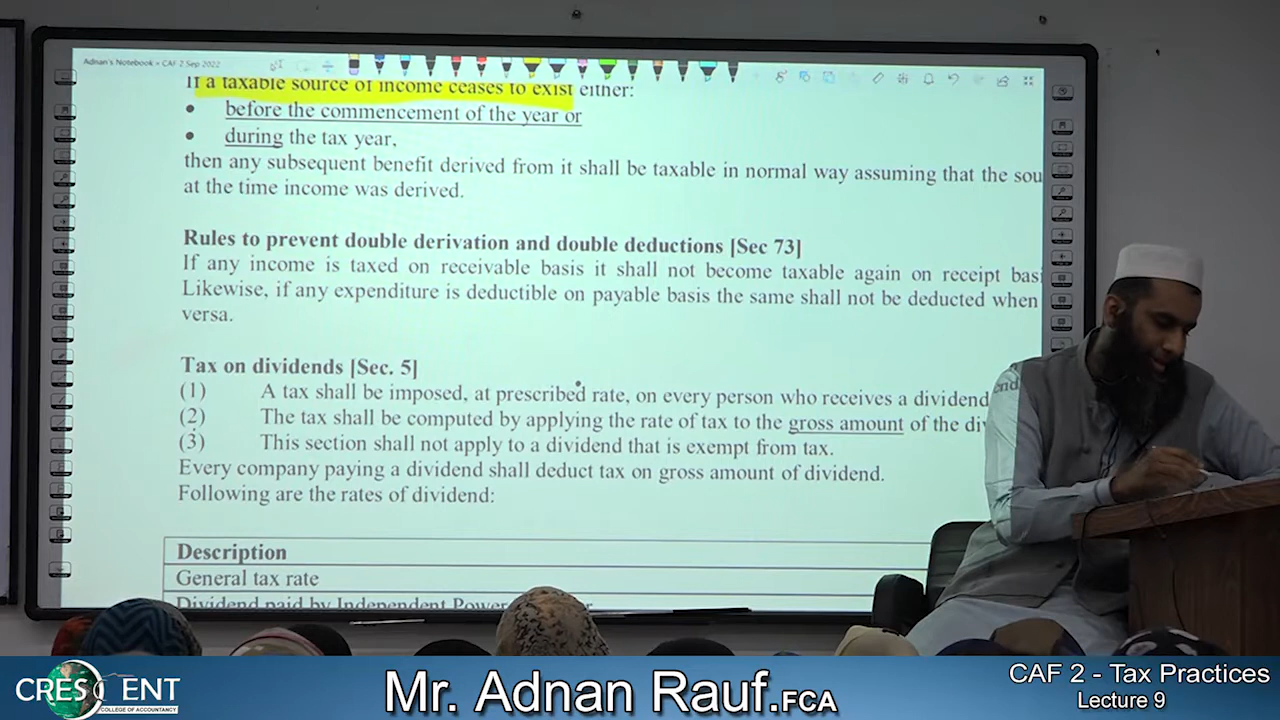 Adnan's Notebook » CAF 2 Sep 2022
If a taxable source of income ceases to exist either:
• before the commencement of the year or
• during the tax year,
then any subsequent benefit derived from it shall be taxable in normal way assuming that the sou
at the time income was derived.
Rules to prevent double derivation and double deductions [Sec 73]
If any income is taxed on receivable basis it shall not become taxable again on receipt basi
Likewise, if any expenditure is deductible on payable basis the same shall not be deducted when
versa.
Tax on dividends [Sec. 5]
(1) A tax shall be imposed, at prescribed rate, on every person who receives a dividend
(2) The tax shall be computed by applying the rate of tax to the gross amount of the div
(3) This section shall not apply to a dividend that is exempt from tax.
Every company paying a dividend shall deduct tax on gross amount of dividend.
Following are the rates of dividend:
Description
General tax rate
Dividend paid by Independent Power
CRESCENT
COLLEGE OF ACCOUNTANCY
Mr. Adnan Rauf.FCA
CAF 2 - Tax Practices
Lecture 9